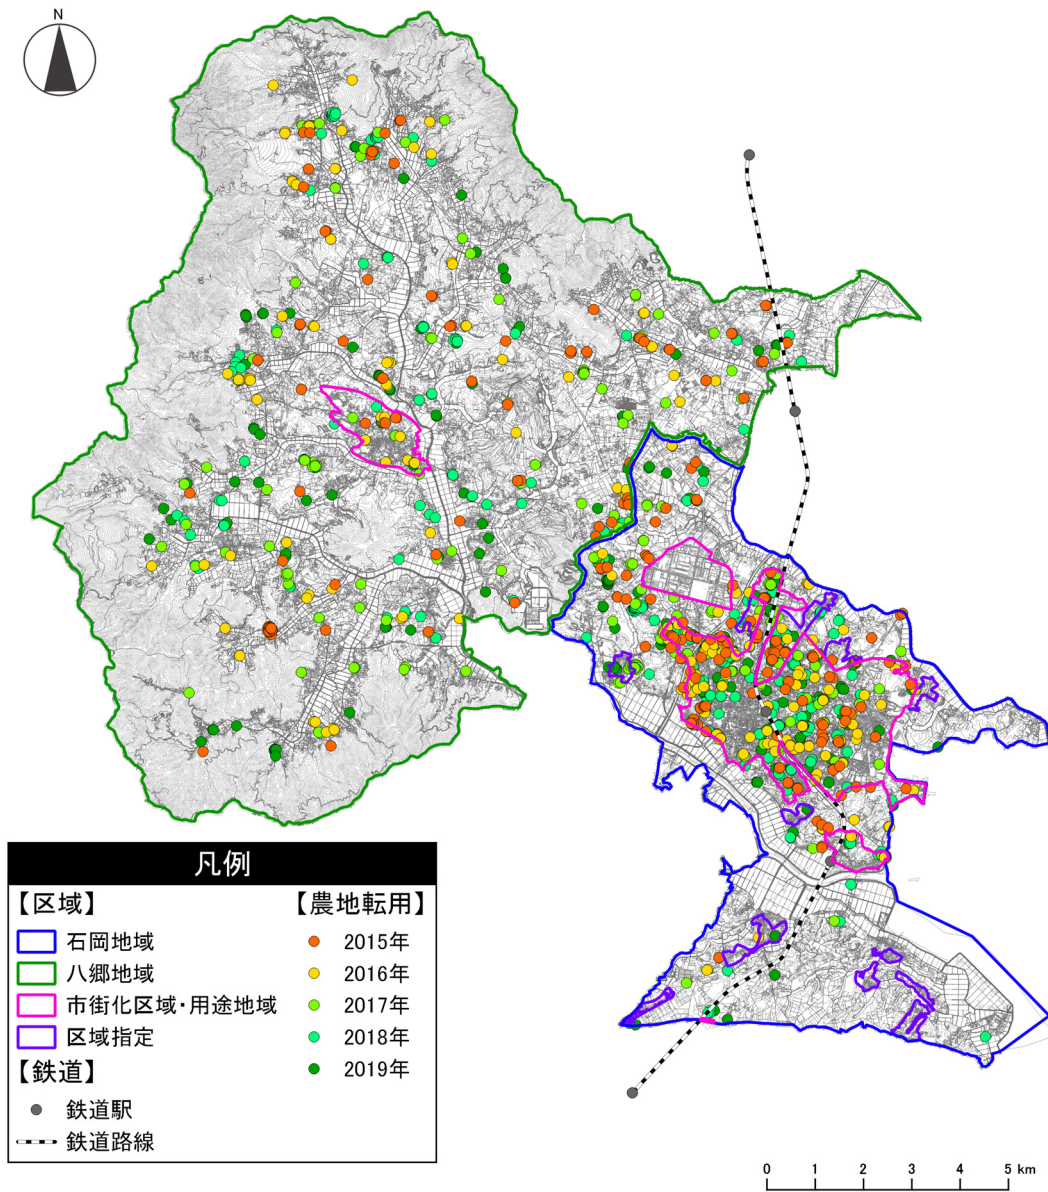 N
凡例
【区域】
石岡地域
八郷地域
市街化区域・用途地域
区域指定
【鉄道】
鉄道駅
鉄道路線
【農地転用】
2015年
2016年
2017年
2018年
2019年
0 1 2 3 4 5 km